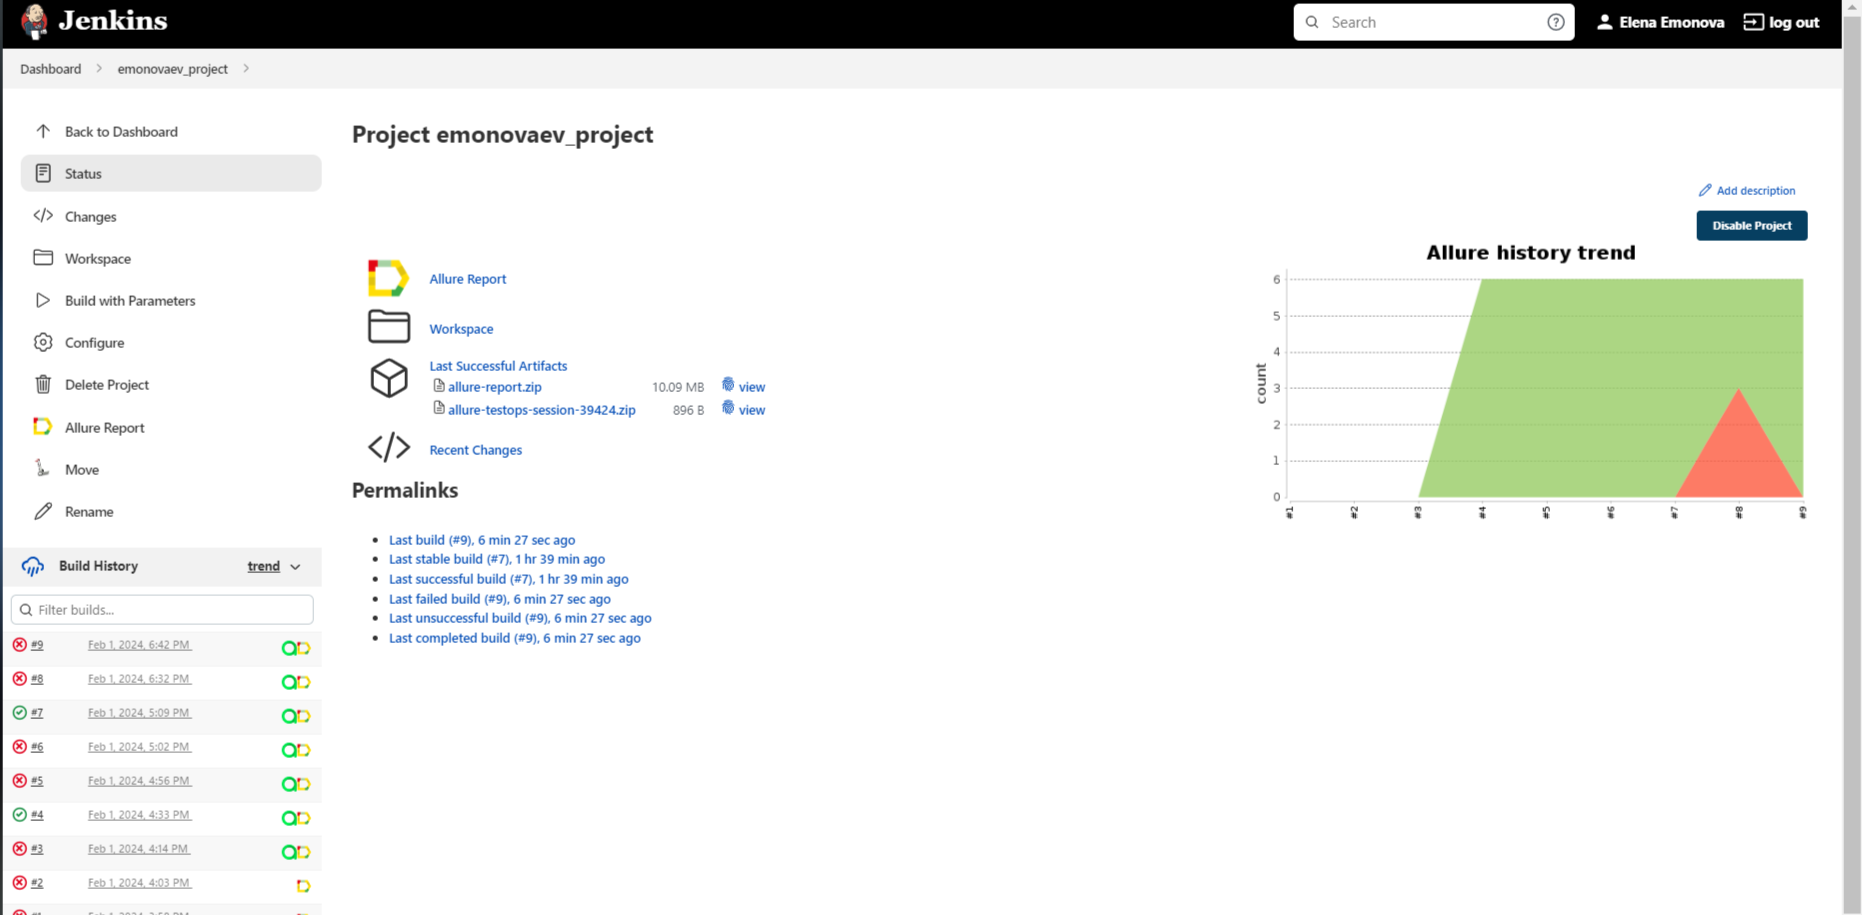 Jenkins
Search
Elena Emonova
log out
Dashboard
emonovaev_project
Back to Dashboard
Status
Changes
Workspace
Build with Parameters
Configure
Delete Project
Allure Report
Move
Rename
Build History
trend
Filter builds...
#9 Feb 1, 2024, 6:42 PM
#8 Feb 1, 2024, 6:32 PM
#7 Feb 1, 2024, 5:09 PM
#6 Feb 1, 2024, 5:02 PM
#5 Feb 1, 2024, 4:56 PM
#4 Feb 1, 2024, 4:33 PM
#3 Feb 1, 2024, 4:14 PM
#2 Feb 1, 2024, 4:03 PM
Project emonovaev_project
Add description
Disable Project
Allure Report
Workspace
Last Successful Artifacts
allure-report.zip 10.09 MB view
allure-testops-session-39424.zip 896 B view
Recent Changes
Permalinks
Last build (#9), 6 min 27 sec ago
Last stable build (#7), 1 hr 39 min ago
Last successful build (#7), 1 hr 39 min ago
Last failed build (#9), 6 min 27 sec ago
Last unsuccessful build (#9), 6 min 27 sec ago
Last completed build (#9), 6 min 27 sec ago
Allure history trend
count
6
5
4
3
2
1
0
#1 #2 #3 #4 #5 #6 #7 #8 #9